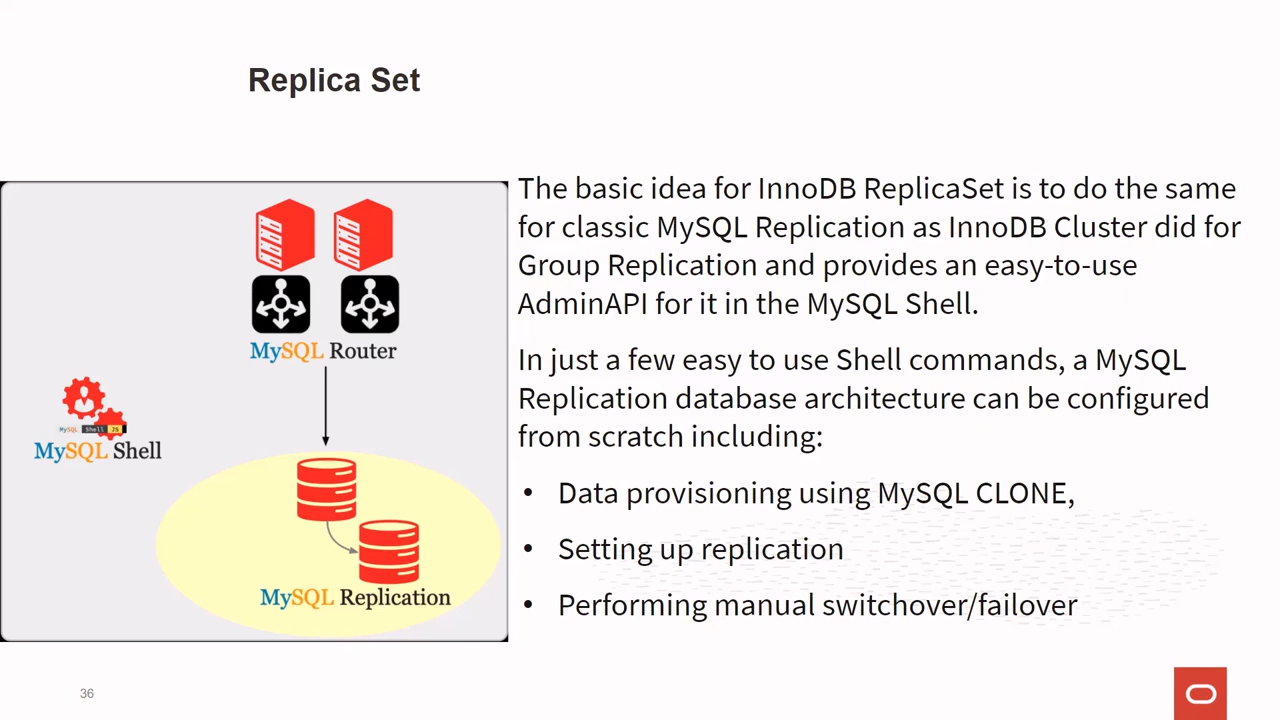 Replica Set
The basic idea for InnoDB ReplicaSet is to do the same
for classic MySQL Replication as InnoDB Cluster did for
Group Replication and provides an easy-to-use
AdminAPI for it in the MySQL Shell.
In just a few easy to use Shell commands, a MySQL
Replication database architecture can be configured
from scratch including:
• Data provisioning using MySQL CLONE,
• Setting up replication
• Performing manual switchover/failover
MySQL Router
MySQL Shell JS
MySQL Shell
MySQL Replication
36